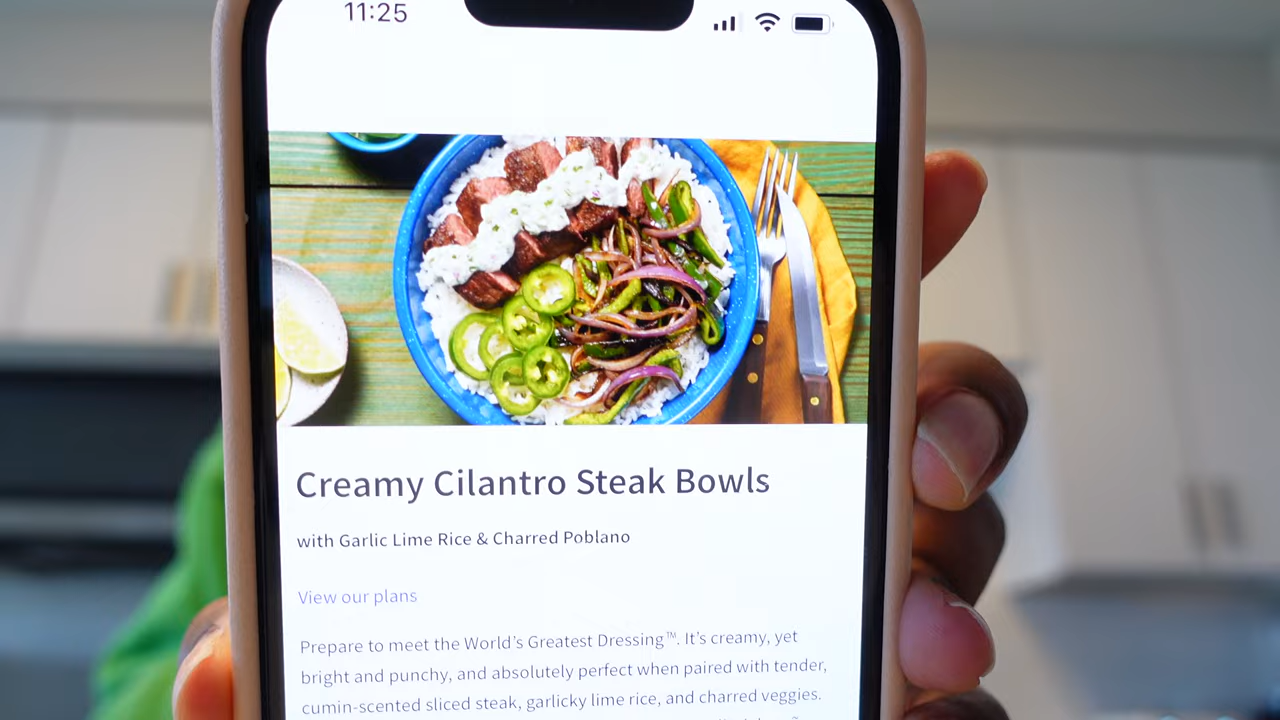 11:25
Creamy Cilantro Steak Bowls
with Garlic Lime Rice & Charred Poblano
View our plans
Prepare to meet the World's Greatest Dressing™. It's creamy, yet
bright and punchy, and absolutely perfect when paired with tender,
cumin-scented sliced steak, garlicky lime rice, and charred veggies.